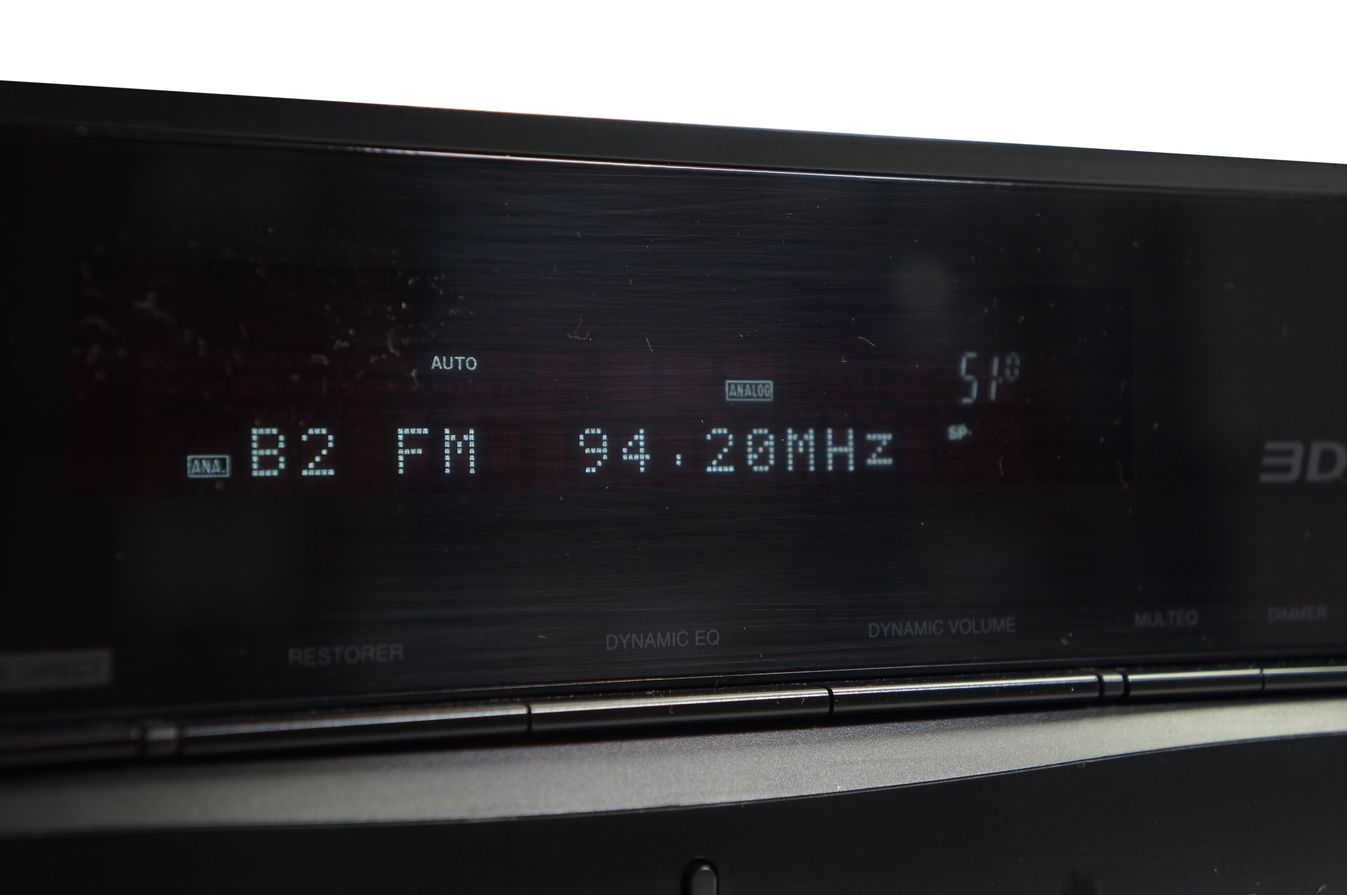 AUTO
ANALOG
51.0
ANA. B2 FM 94.20MHz
SP
3D
RESTORER
DYNAMIC EQ
DYNAMIC VOLUME
MULTEQ
DIMMER